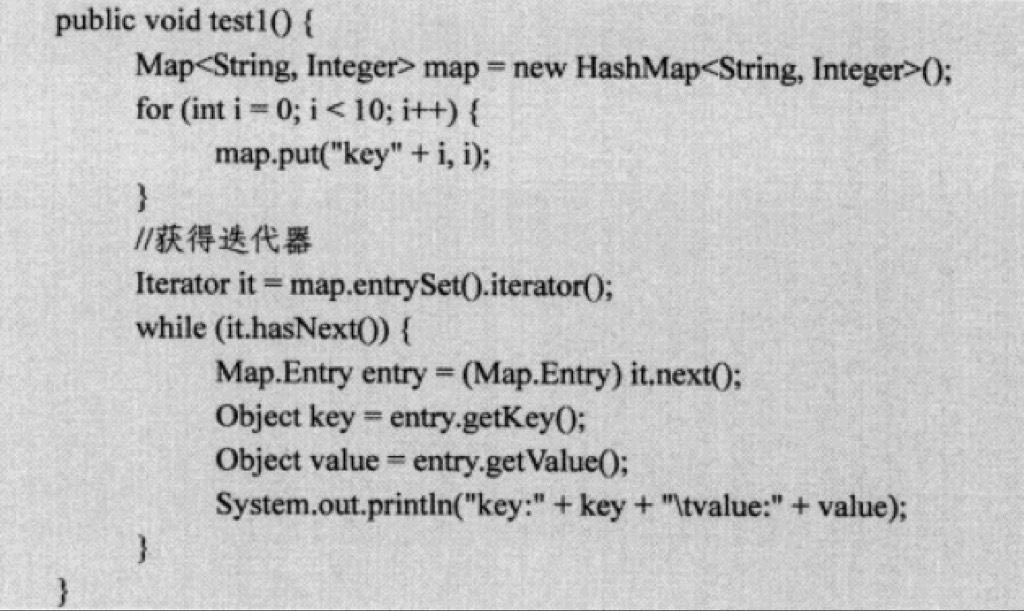 public void test1() {
Map<String, Integer> map = new HashMap<String, Integer>();
for (int i = 0; i < 10; i++) {
map.put("key" + i, i);
}
//获得迭代器
Iterator it = map.entrySet().iterator();
while (it.hasNext()) {
Map.Entry entry = (Map.Entry) it.next();
Object key = entry.getKey();
Object value = entry.getValue();
System.out.println("key:" + key + "\tvalue:" + value);
}
}